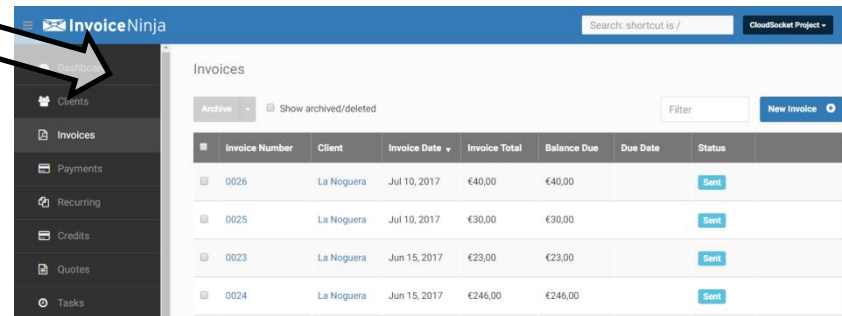 InvoiceNinja
Search: shortcut is /
CloudSocket Project
Invoices
Clients
Invoices
Payments
Recurring
Credits
Quotes
Tasks
Archive
Show archived/deleted
Filter
New Invoice
Invoice Number Client Invoice Date Invoice Total Balance Due Due Date Status
0026 La Noguera Jul 10, 2017 €40,00 €40,00 Sent
0025 La Noguera Jul 10, 2017 €30,00 €30,00 Sent
0023 La Noguera Jun 15, 2017 €23,00 €23,00 Sent
0024 La Noguera Jun 15, 2017 €246,00 €246,00 Sent